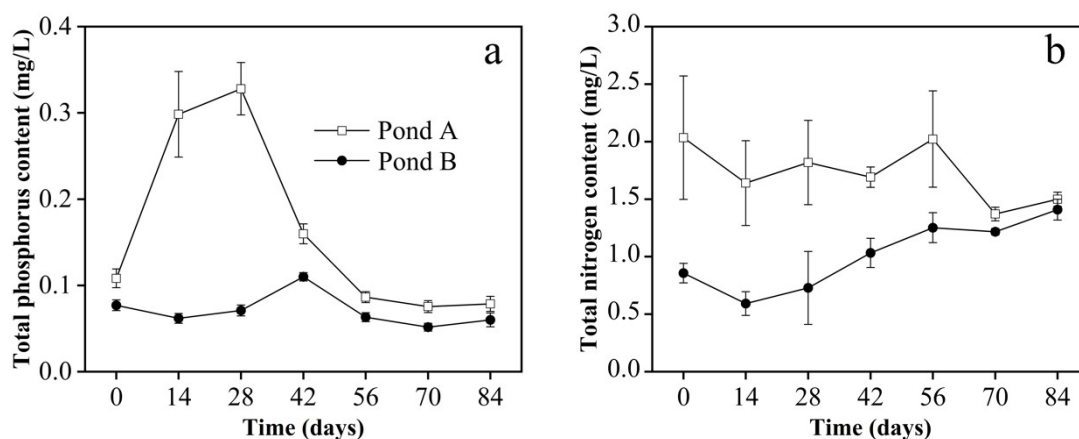 a
Total phosphorus content (mg/L)
0.4
0.3
0.2
0.1
0.0
Pond A
Pond B
0 14 28 42 56 70 84
Time (days)
b
Total nitrogen content (mg/L)
3.0
2.5
2.0
1.5
1.0
0.5
0.0
0 14 28 42 56 70 84
Time (days)